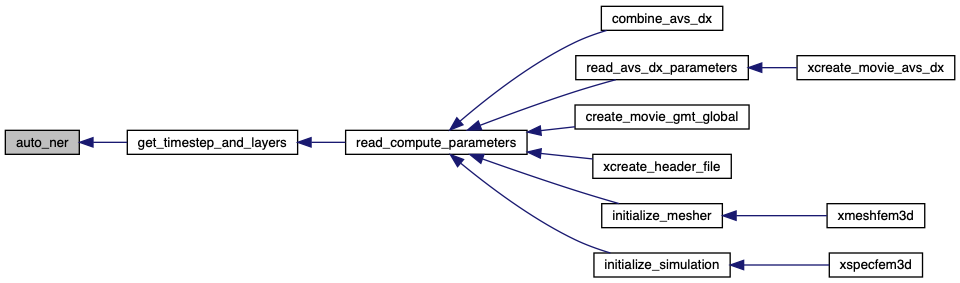 combine_avs_dx
read_avs_dx_parameters
xcreate_movie_avs_dx
create_movie_gmt_global
auto_ner
get_timestep_and_layers
read_compute_parameters
xcreate_header_file
initialize_mesher
xmeshfem3d
initialize_simulation
xspecfem3d